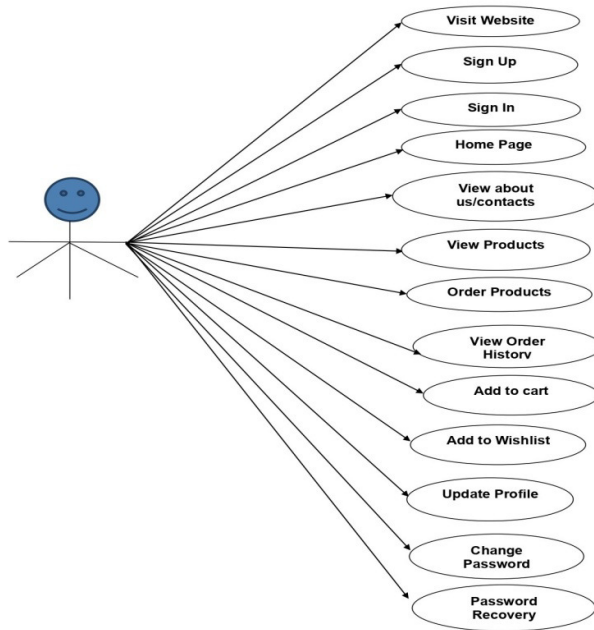 Visit Website
Sign Up
Sign In
Home Page
View about
us/contacts
View Products
Order Products
View Order
History
Add to cart
Add to Wishlist
Update Profile
Change
Password
Password
Recovery